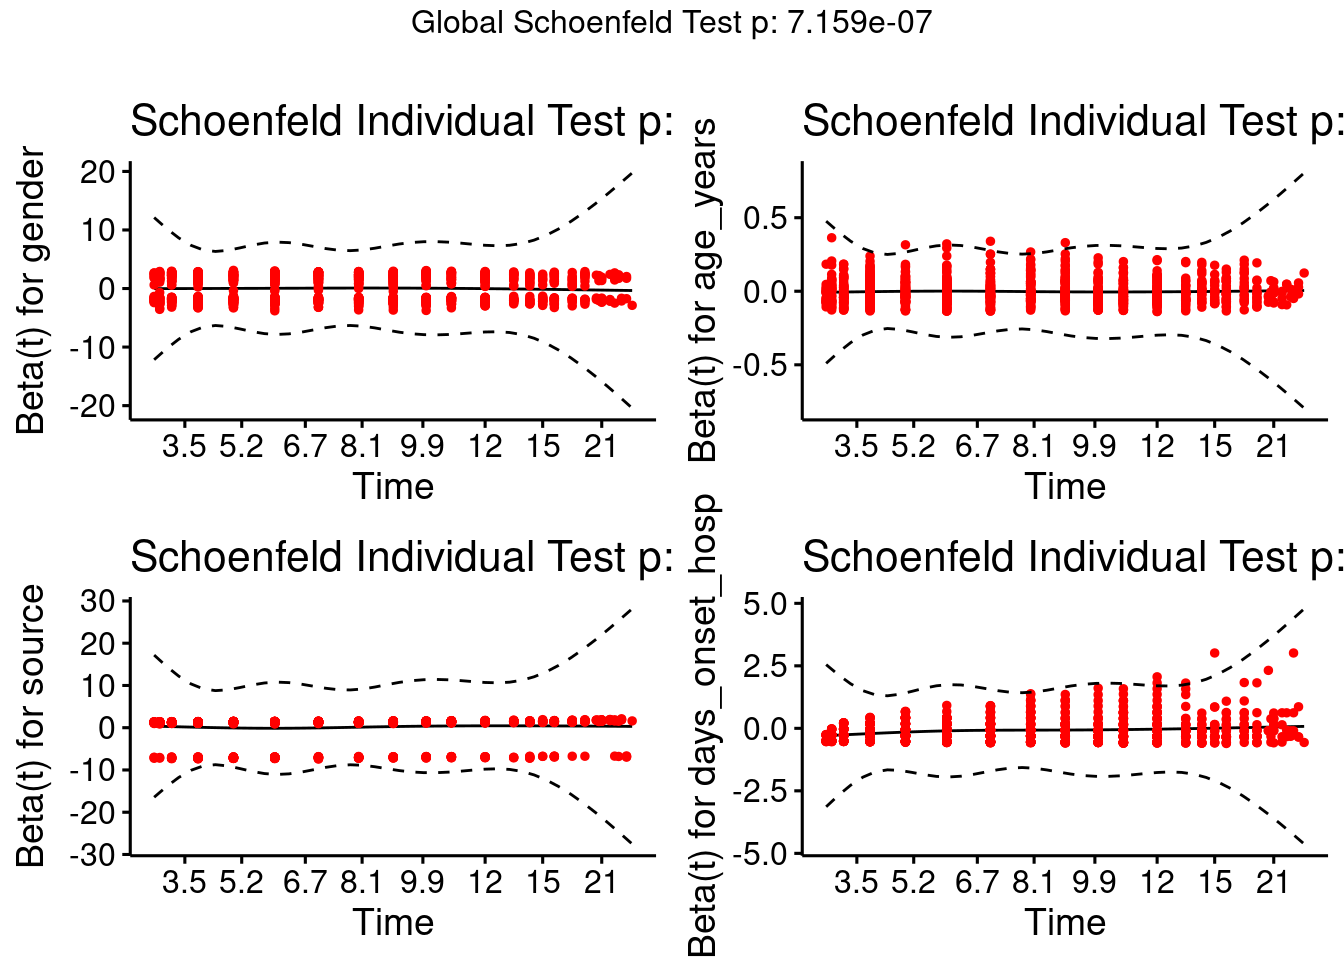 Global Schoenfeld Test p: 7.159e-07
Schoenfeld Individual Test p:
Beta(t) for gender
20
10
0
-10
-20
3.5 5.2 6.7 8.1 9.9 12 15 21
Time
Schoenfeld Individual Test p:
Beta(t) for age_years
0.5
0.0
-0.5
3.5 5.2 6.7 8.1 9.9 12 15 21
Time
Schoenfeld Individual Test p:
Beta(t) for source
30
20
10
0
-10
-20
-30
3.5 5.2 6.7 8.1 9.9 12 15 21
Time
Schoenfeld Individual Test p:
Beta(t) for days_onset_hosp
5.0
2.5
0.0
-2.5
-5.0
3.5 5.2 6.7 8.1 9.9 12 15 21
Time